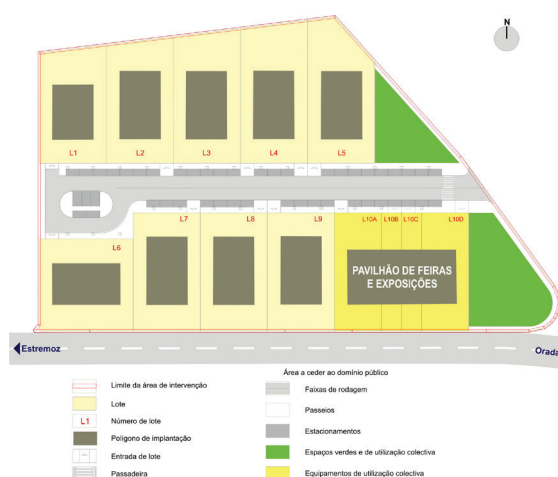 N
L1
L2
L3
L4
L5
L6
L7
L8
L9
L10A
L10B
L10C
L10D
PAVILHÃO DE FEIRAS
E EXPOSIÇÕES
Estremoz
Orada
Limite da área de intervenção
Lote
L1
Número de lote
Polígono de implantação
Entrada de lote
Passadeira
Área a ceder ao domínio público
Faixas de rodagem
Passeios
Estacionamentos
Espaços verdes e de utilização colectiva
Equipamentos de utilização colectiva